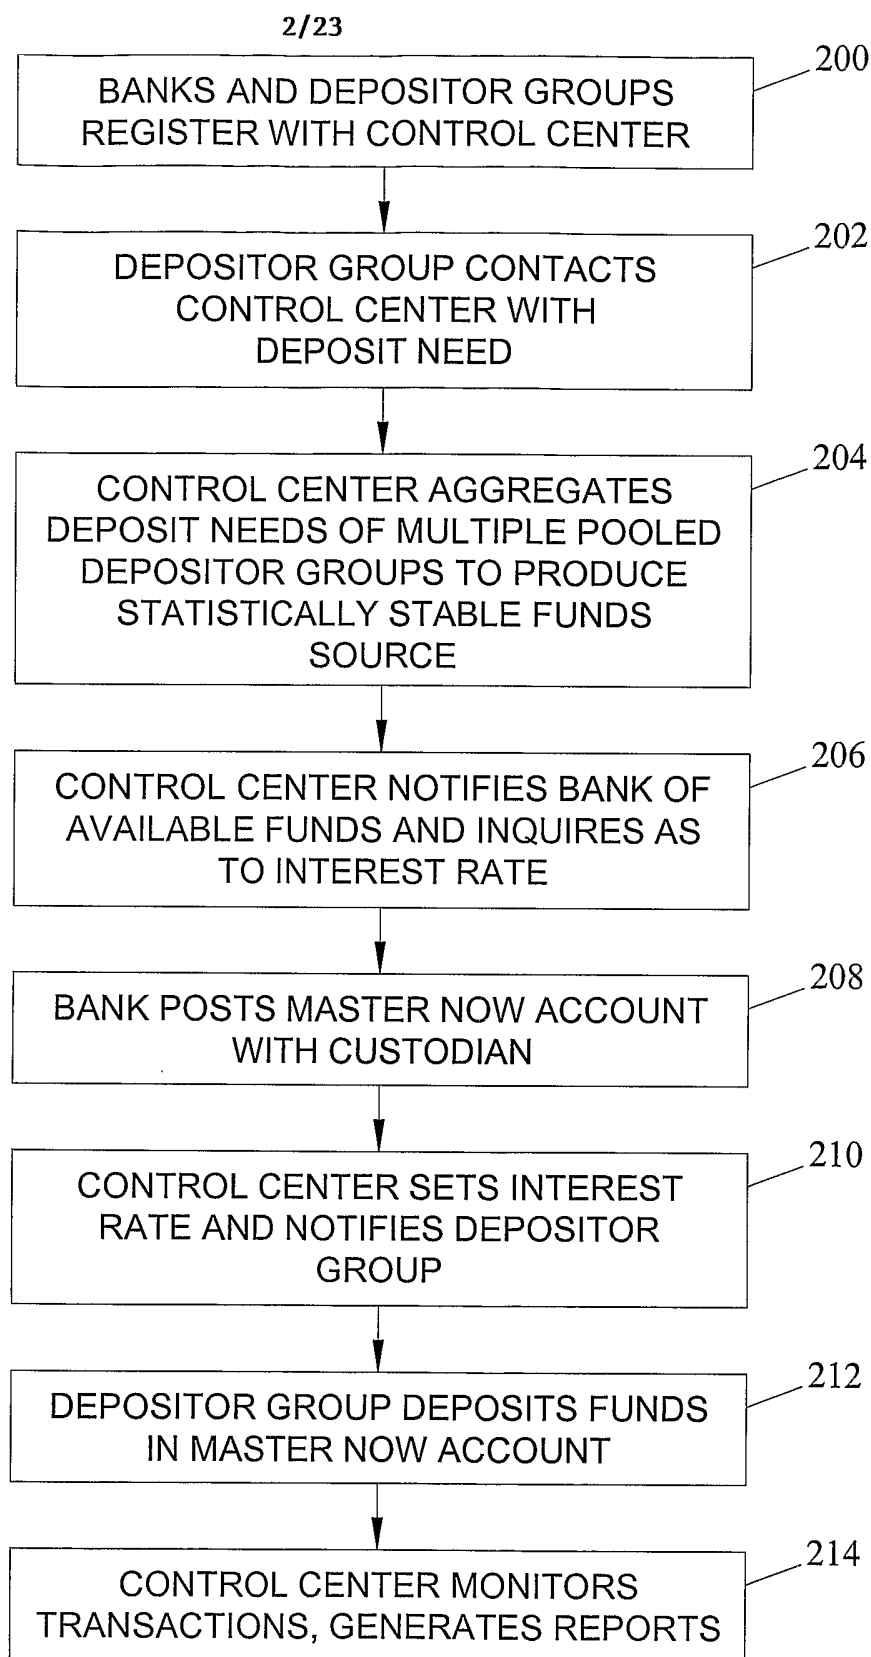 2/23
200
BANKS AND DEPOSITOR GROUPS
REGISTER WITH CONTROL CENTER
202
DEPOSITOR GROUP CONTACTS
CONTROL CENTER WITH
DEPOSIT NEED
204
CONTROL CENTER AGGREGATES
DEPOSIT NEEDS OF MULTIPLE POOLED
DEPOSITOR GROUPS TO PRODUCE
STATISTICALLY STABLE FUNDS
SOURCE
206
CONTROL CENTER NOTIFIES BANK OF
AVAILABLE FUNDS AND INQUIRES AS
TO INTEREST RATE
208
BANK POSTS MASTER NOW ACCOUNT
WITH CUSTODIAN
210
CONTROL CENTER SETS INTEREST
RATE AND NOTIFIES DEPOSITOR
GROUP
212
DEPOSITOR GROUP DEPOSITS FUNDS
IN MASTER NOW ACCOUNT
214
CONTROL CENTER MONITORS
TRANSACTIONS, GENERATES REPORTS